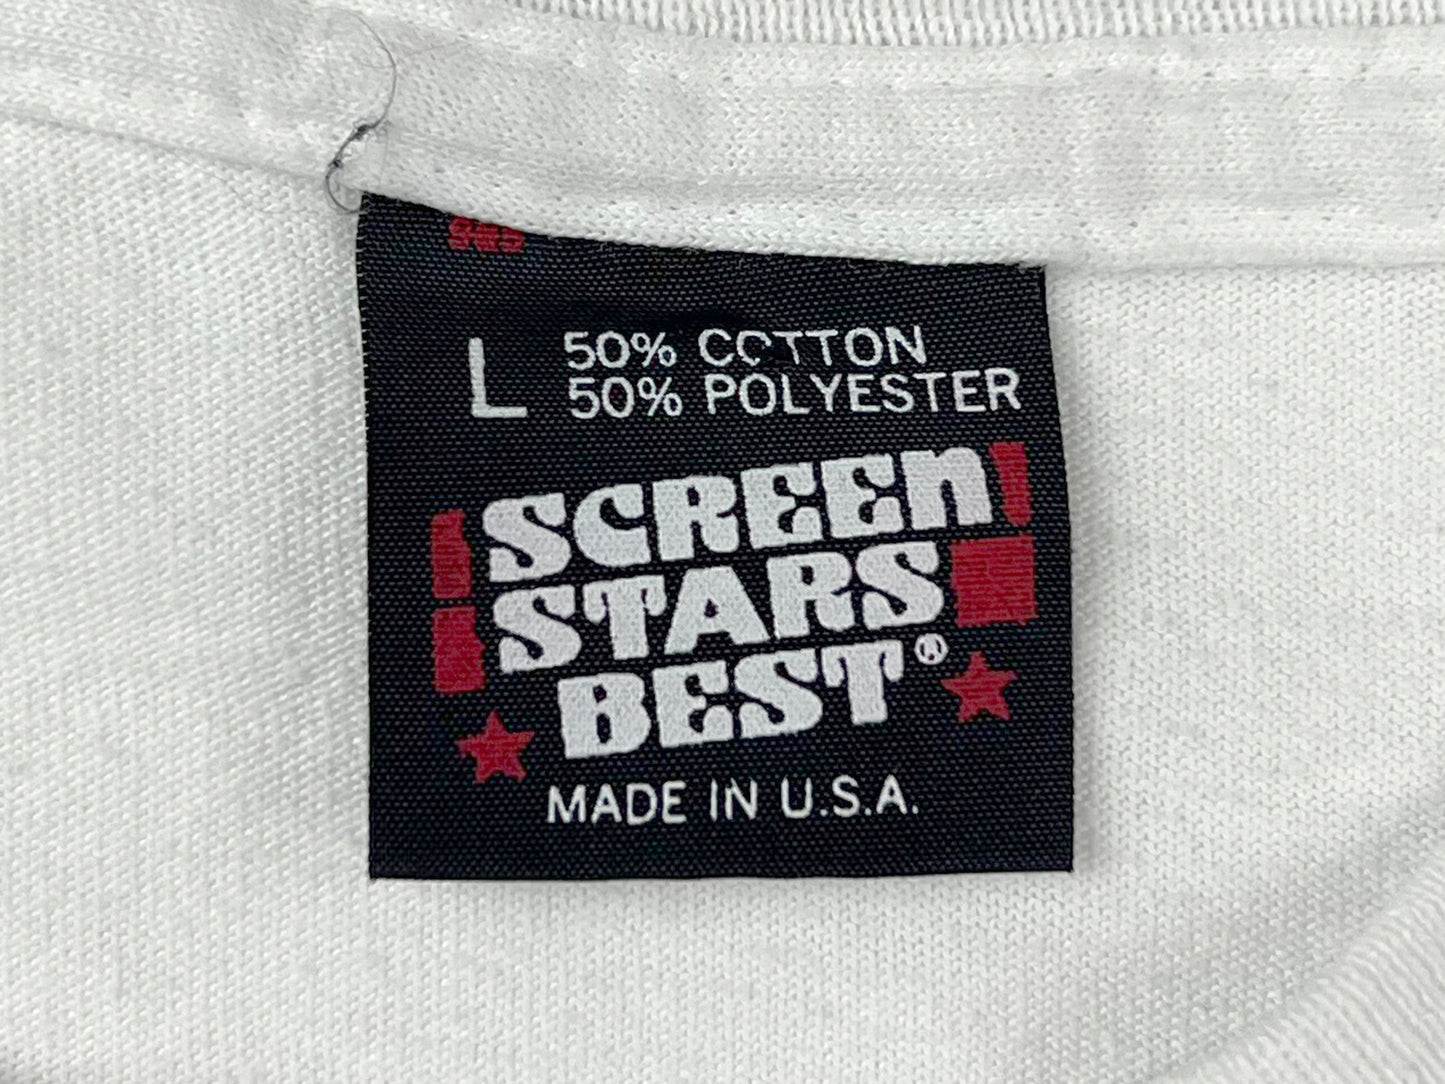 L 50% COTTON
50% POLYESTER
SCREEn
STARS
BEST®
MADE IN U.S.A.